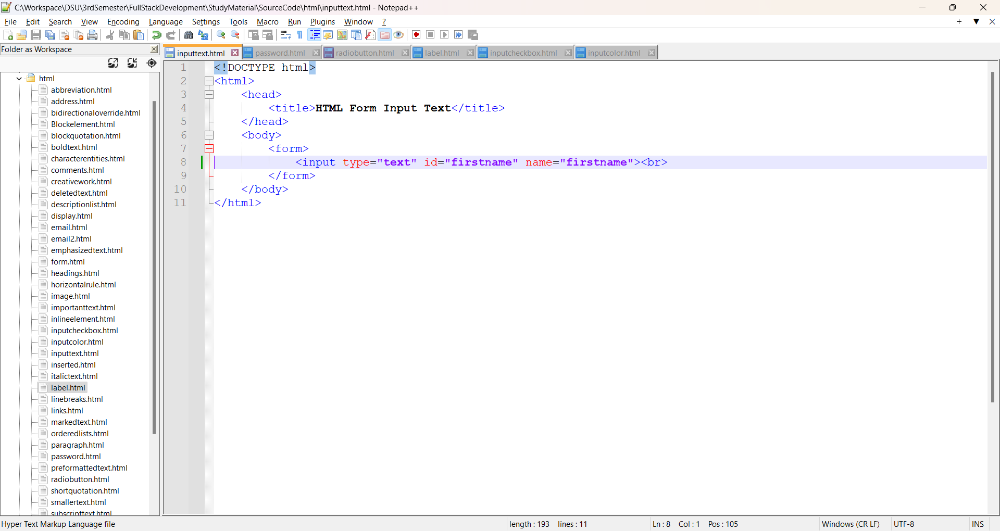 C:\Workspace\DSU\3rdSemester\FullStackDevelopment\StudyMaterial\SourceCode\html\inputtext.html - Notepad++
File Edit Search View Encoding Language Settings Tools Macro Run Plugins Window ?
Folder as Workspace
inputtext.html password.html radiobutton.html label.html inputcheckbox.html inputcolor.html
html
abbreviation.html
address.html
bidirectionaloverride.html
Blockelement.html
blockquotation.html
boldtext.html
characterentities.html
comments.html
creativework.html
deletedtext.html
descriptionlist.html
display.html
email.html
email2.html
emphasizedtext.html
form.html
headings.html
horizontalrule.html
image.html
importanttext.html
inlineelement.html
inputcheckbox.html
inputcolor.html
inputtext.html
inserted.html
italictext.html
label.html
linebreaks.html
links.html
markedtext.html
orderedlists.html
paragraph.html
password.html
preformattedtext.html
radiobutton.html
shortquotation.html
smallertext.html
subscripttext.html
1 <!DOCTYPE html>
2 <html>
3 <head>
4 <title>HTML Form Input Text</title>
5 </head>
6 <body>
7 <form>
8 <input type="text" id="firstname" name="firstname"><br>
9 </form>
10 </body>
11 </html>
Hyper Text Markup Language file length : 193 lines : 11 Ln : 8 Col : 1 Pos : 105 Windows (CR LF) UTF-8 INS